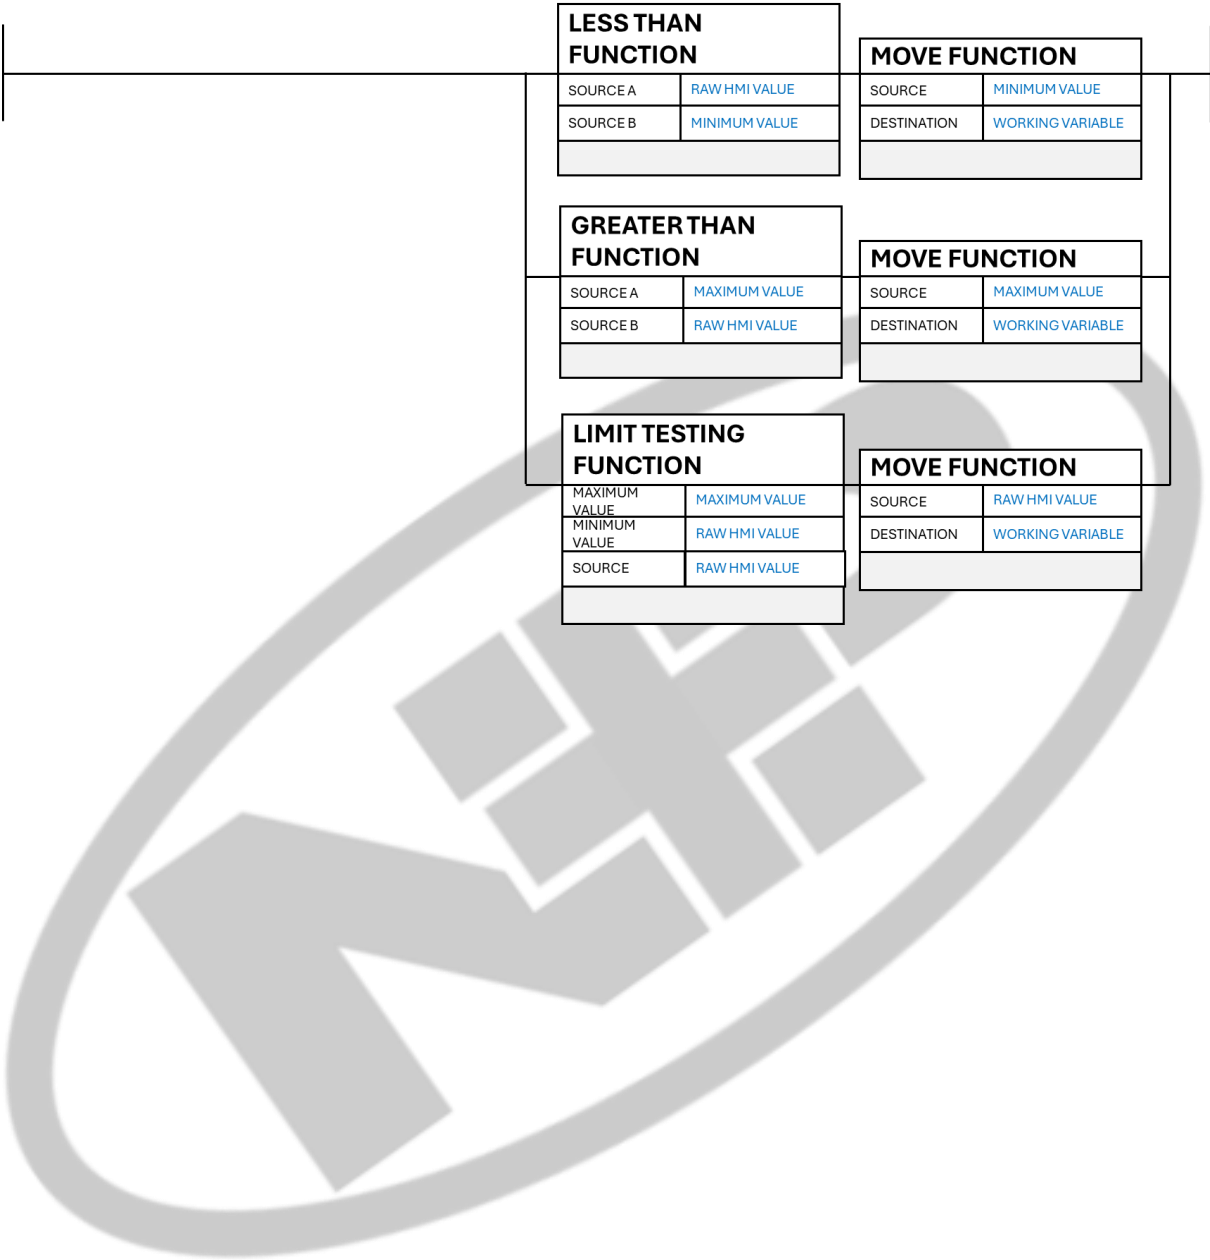 LESS THAN
FUNCTION
MOVE FUNCTION
SOURCE A RAW HMI VALUE
SOURCE MINIMUM VALUE
SOURCE B MINIMUM VALUE
DESTINATION WORKING VARIABLE
GREATER THAN
FUNCTION
MOVE FUNCTION
SOURCE A MAXIMUM VALUE
SOURCE MAXIMUM VALUE
SOURCE B RAW HMI VALUE
DESTINATION WORKING VARIABLE
LIMIT TESTING
FUNCTION
MOVE FUNCTION
MAXIMUM
VALUE
MAXIMUM VALUE
SOURCE RAW HMI VALUE
MINIMUM
VALUE
RAW HMI VALUE
DESTINATION WORKING VARIABLE
SOURCE RAW HMI VALUE